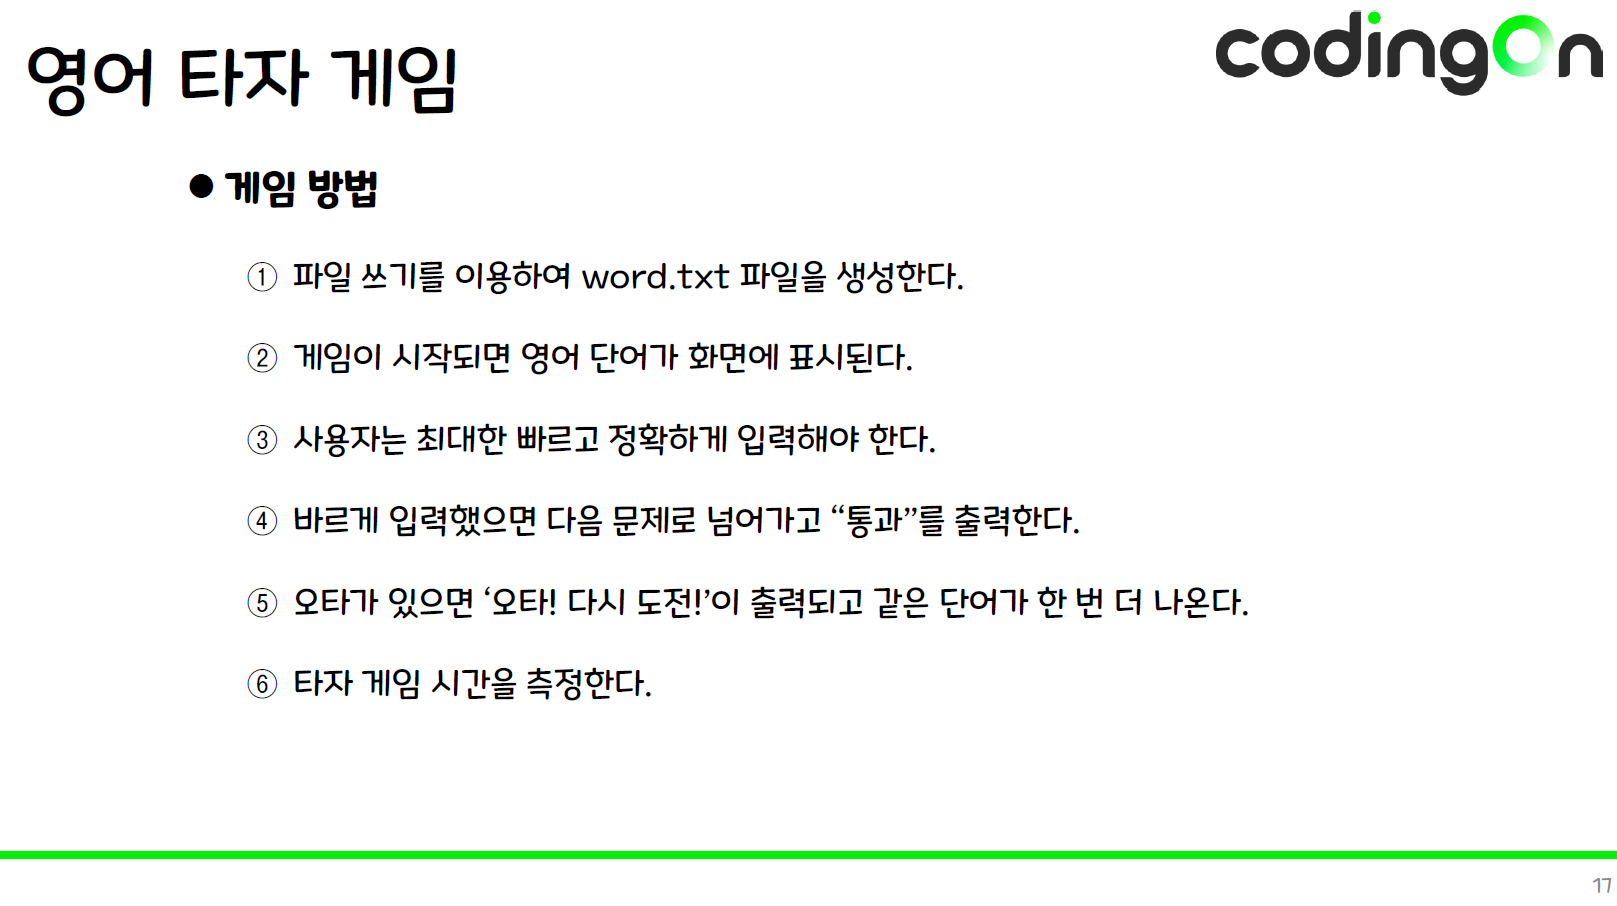 영어 타자 게임
codingOn
● 게임 방법
① 파일 쓰기를 이용하여 word.txt 파일을 생성한다.
② 게임이 시작되면 영어 단어가 화면에 표시된다.
③ 사용자는 최대한 빠르고 정확하게 입력해야 한다.
④ 바르게 입력했으면 다음 문제로 넘어가고 “통과”를 출력한다.
⑤ 오타가 있으면 ‘오타! 다시 도전!’이 출력되고 같은 단어가 한 번 더 나온다.
⑥ 타자 게임 시간을 측정한다.
17